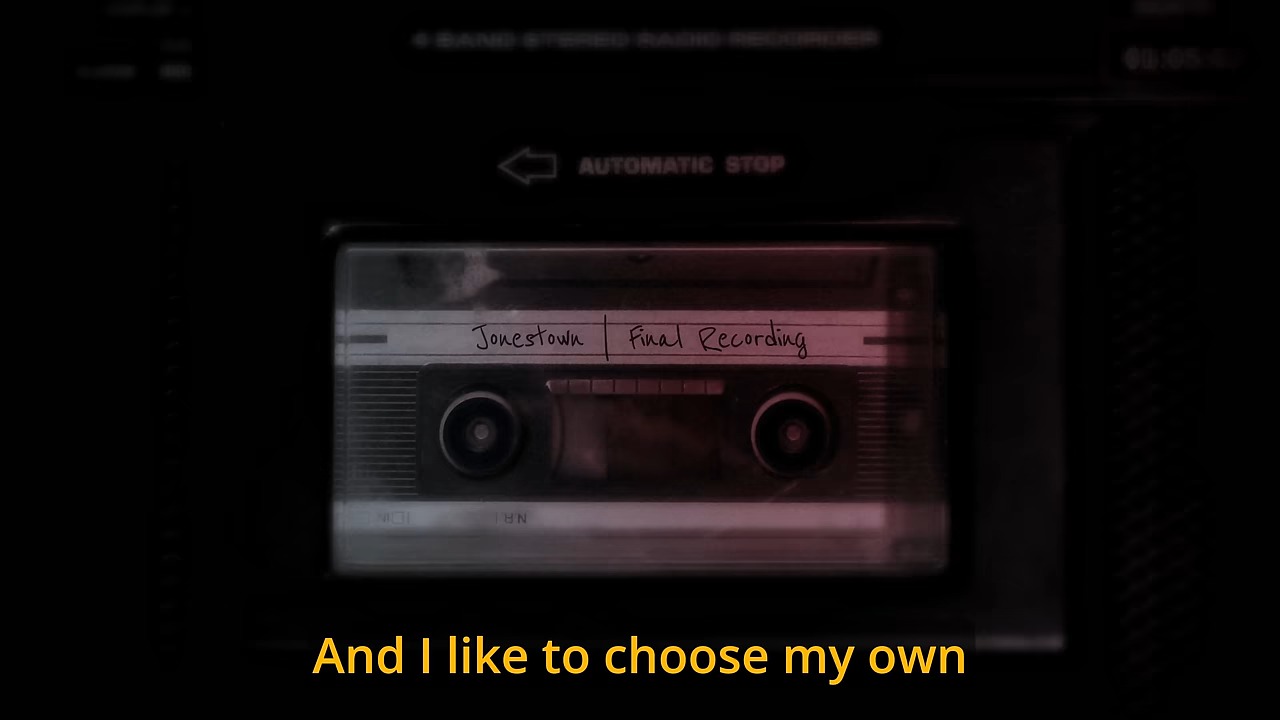 4 BAND STEREO RADIO RECORDER
AUTOMATIC STOP
Jonestown | Final Recording
And I like to choose my own